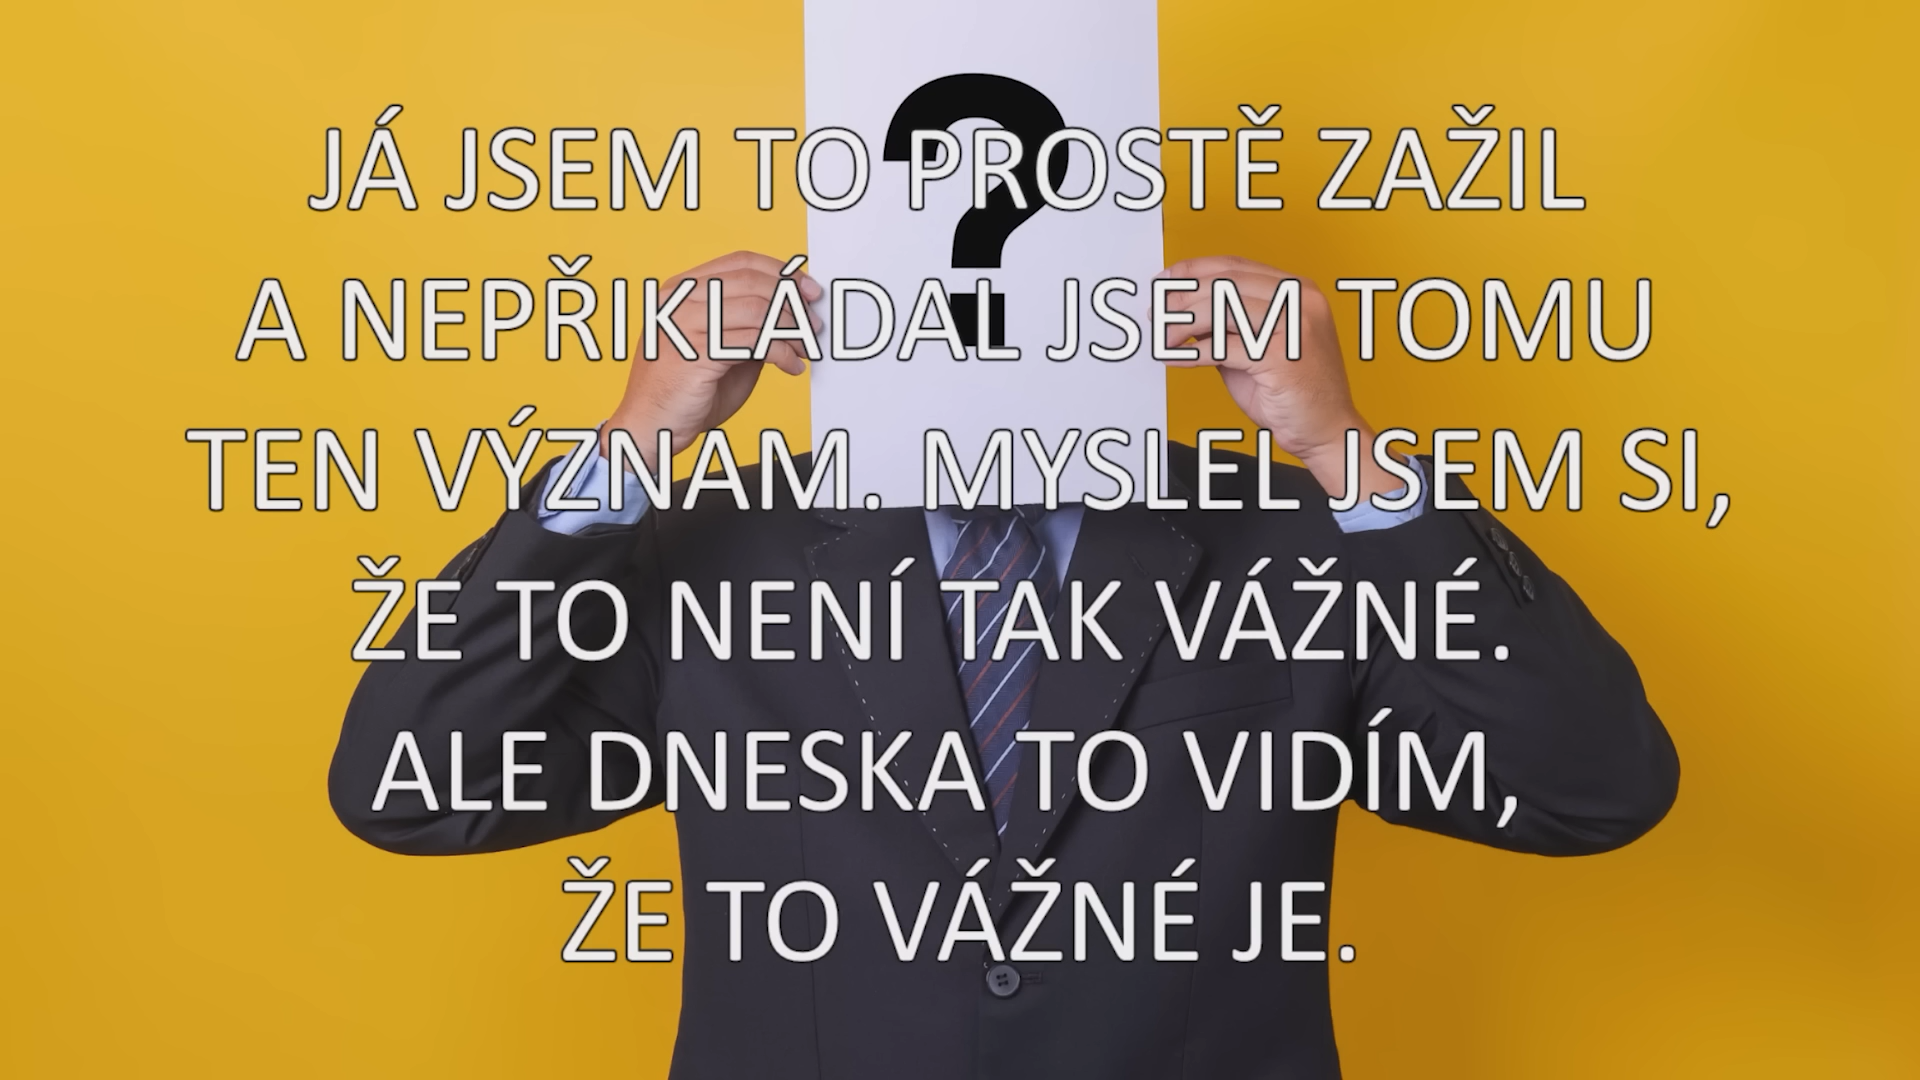 ?
JÁ JSEM TO PROSTĚ ZAŽIL
A NEPŘIKLÁDAL JSEM TOMU
TEN VÝZNAM. MYSLEL JSEM SI,
ŽE TO NENÍ TAK VÁŽNÉ.
ALE DNESKA TO VIDÍM,
ŽE TO VÁŽNÉ JE.